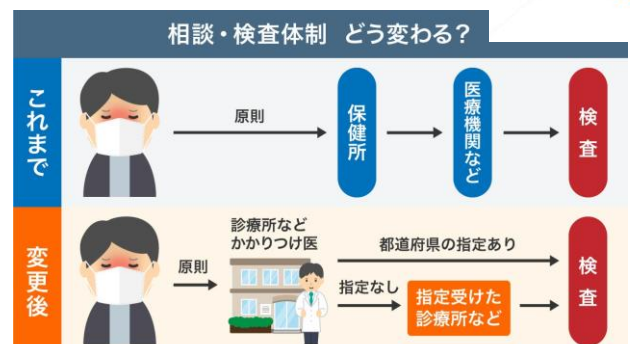 相談・検査体制 どう変わる？
これまで
原則
保健所
医療機関など
検査
変更後
原則
診療所など
かかりつけ医
都道府県の指定あり
指定なし
指定受けた
診療所など
検査